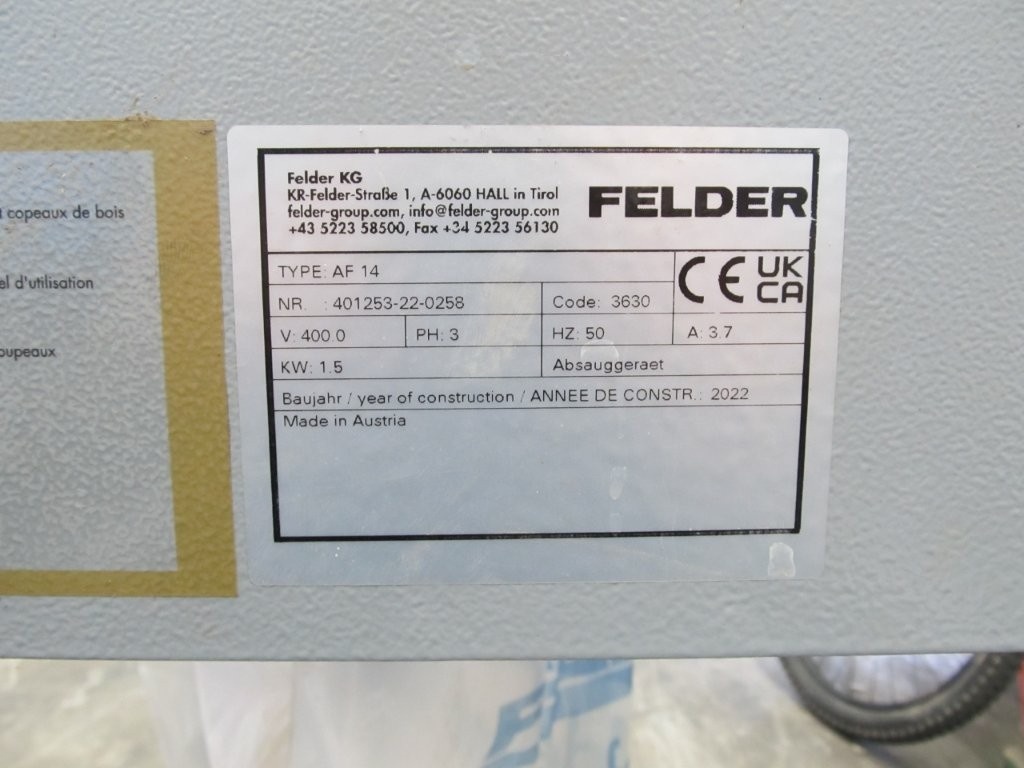 copeaux de bois
d'utilisation
Felder KG
KR-Felder-Straße 1, A-6060 HALL in Tirol
felder-group.com, info@felder-group.com
+43 5223 58500, Fax +34 5223 56130
FELDER
TYPE: AF 14
CE UK CA
NR. : 401253-22-0258 Code: 3630
V: 400.0 PH: 3 HZ: 50 A: 3.7
KW: 1.5 Absauggeraet
Baujahr / year of construction / ANNEE DE CONSTR.: 2022
Made in Austria